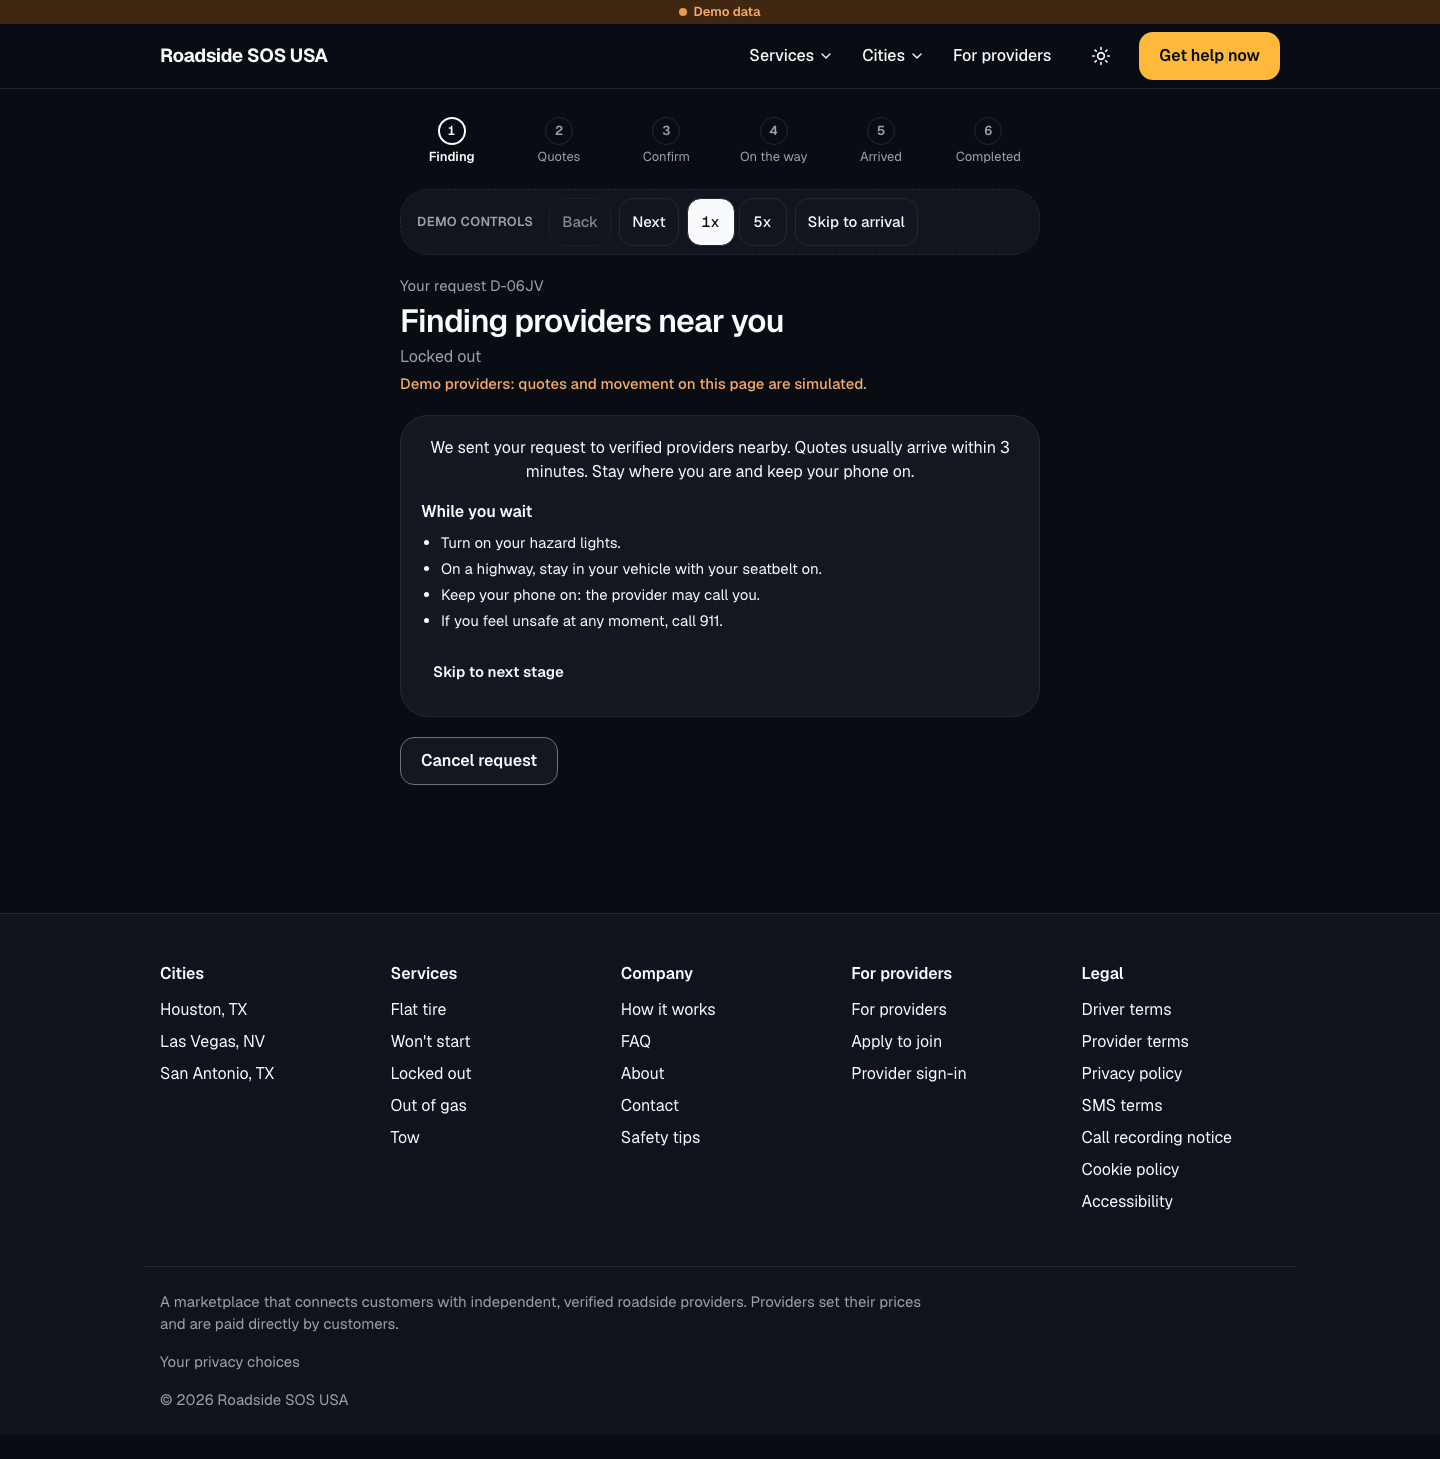 Demo data
Roadside SOS USA
Services
Cities
For providers
Get help now
1
2
3
4
5
6
Finding
Quotes
Confirm
On the way
Arrived
Completed
DEMO CONTROLS
Back
Next
1x
5x
Skip to arrival
Your request D-06JV
Finding providers near you
Locked out
Demo providers: quotes and movement on this page are simulated.
We sent your request to verified providers nearby. Quotes usually arrive within 3
minutes. Stay where you are and keep your phone on.
While you wait
• Turn on your hazard lights.
• On a highway, stay in your vehicle with your seatbelt on.
• Keep your phone on: the provider may call you.
• If you feel unsafe at any moment, call 911.
Skip to next stage
Cancel request
Cities
Houston, TX
Las Vegas, NV
San Antonio, TX
Services
Flat tire
Won't start
Locked out
Out of gas
Tow
Company
How it works
FAQ
About
Contact
Safety tips
For providers
For providers
Apply to join
Provider sign-in
Legal
Driver terms
Provider terms
Privacy policy
SMS terms
Call recording notice
Cookie policy
Accessibility
A marketplace that connects customers with independent, verified roadside providers. Providers set their prices
and are paid directly by customers.
Your privacy choices
© 2026 Roadside SOS USA